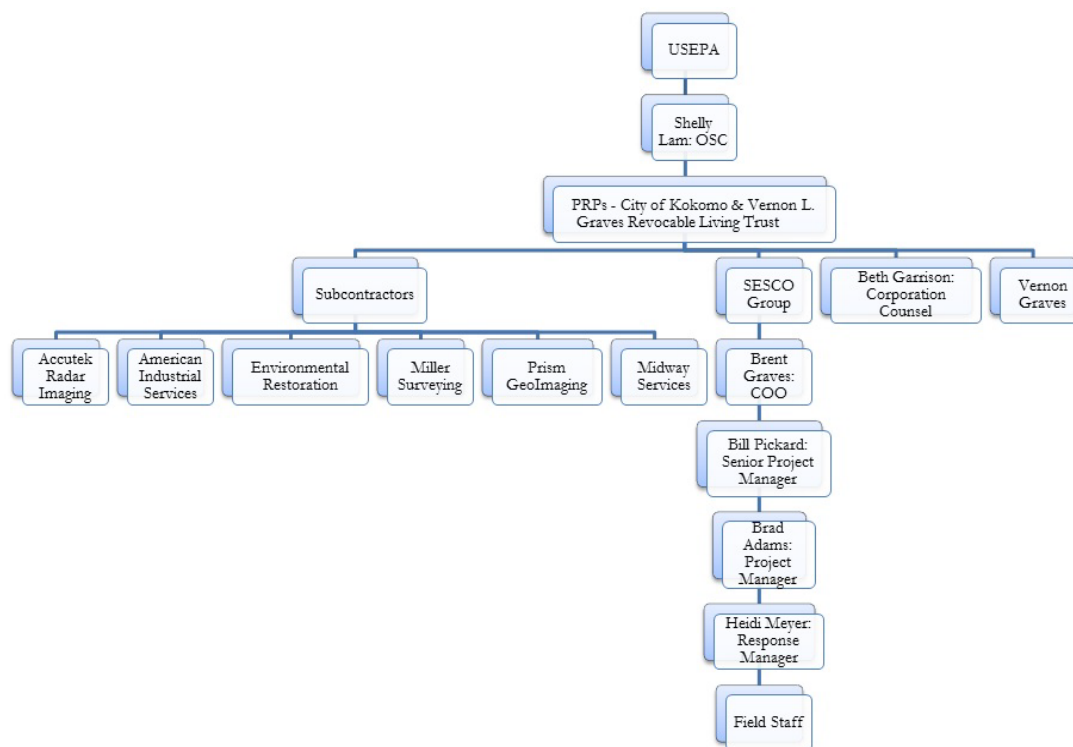 USEPA
Shelly
Lam: OSC
PRPs - City of Kokomo & Vernon L.
Graves Revocable Living Trust
Subcontractors
SESCO
Group
Beth Garrison:
Corporation
Counsel
Vernon
Graves
Accutek
Radar
Imaging
American
Industrial
Services
Environmental
Restoration
Miller
Surveying
Prism
GeoImaging
Midway
Services
Brent
Graves:
COO
Bill Pickard:
Senior Project
Manager
Brad
Adams:
Project
Manager
Heidi Meyer:
Response
Manager
Field Staff